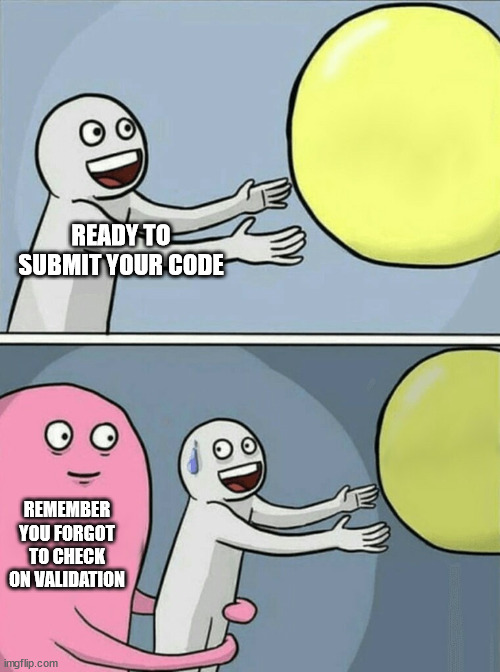 READY TO
SUBMIT YOUR CODE
REMEMBER
YOU FORGOT
TO CHECK
ON VALIDATION
imgflip.com